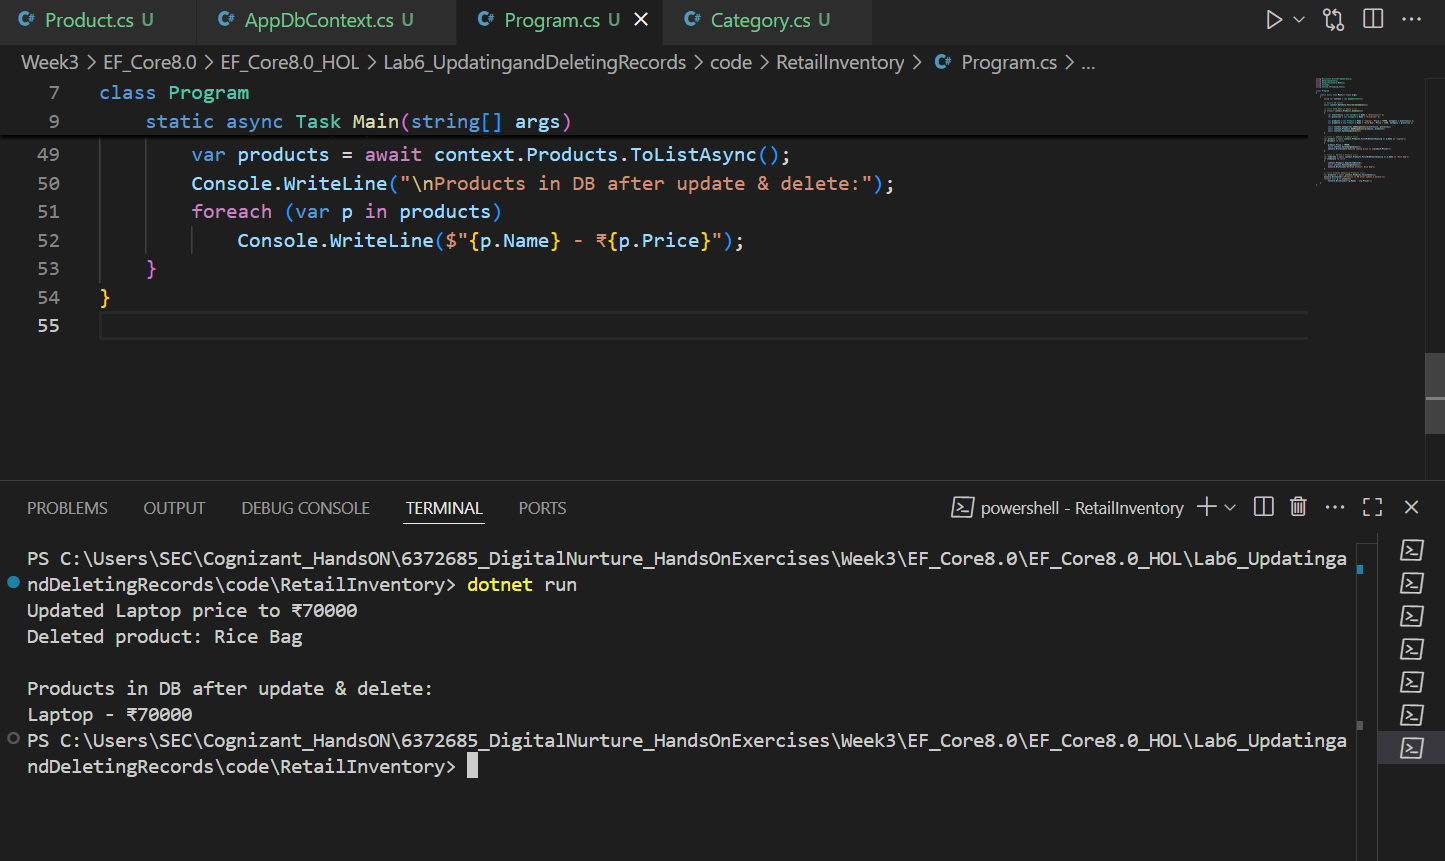 Product.cs U AppDbContext.cs U Program.cs U Category.cs U
Week3 > EF_Core8.0 > EF_Core8.0_HOL > Lab6_UpdatingandDeletingRecords > code > RetailInventory > Program.cs > ...
7 class Program
9 static async Task Main(string[] args)
49 var products = await context.Products.ToListAsync();
50 Console.WriteLine("\nProducts in DB after update & delete:");
51 foreach (var p in products)
52 Console.WriteLine($"{p.Name} - ₹{p.Price}");
53 }
54 }
55
PROBLEMS OUTPUT DEBUG CONSOLE TERMINAL PORTS powershell - RetailInventory
PS C:\Users\SEC\Cognizant_HandsON\6372685_DigitalNurture_HandsOnExercises\Week3\EF_Core8.0\EF_Core8.0_HOL\Lab6_Updatinga
ndDeletingRecords\code\RetailInventory> dotnet run
Updated Laptop price to ₹70000
Deleted product: Rice Bag
Products in DB after update & delete:
Laptop - ₹70000
PS C:\Users\SEC\Cognizant_HandsON\6372685_DigitalNurture_HandsOnExercises\Week3\EF_Core8.0\EF_Core8.0_HOL\Lab6_Updatinga
ndDeletingRecords\code\RetailInventory>